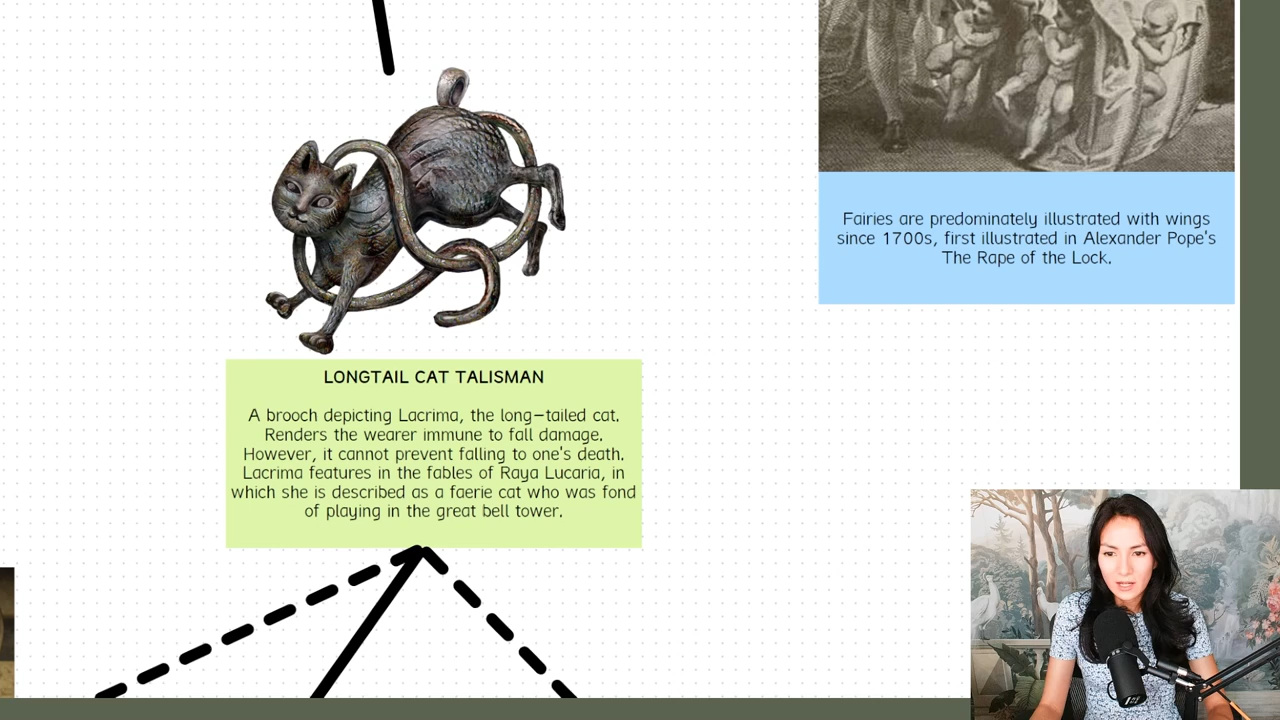 Fairies are predominately illustrated with wings
since 1700s, first illustrated in Alexander Pope's
The Rape of the Lock.
LONGTAIL CAT TALISMAN
A brooch depicting Lacrima, the long-tailed cat.
Renders the wearer immune to fall damage.
However, it cannot prevent falling to one's death.
Lacrima features in the fables of Raya Lucaria, in
which she is described as a faerie cat who was fond
of playing in the great bell tower.